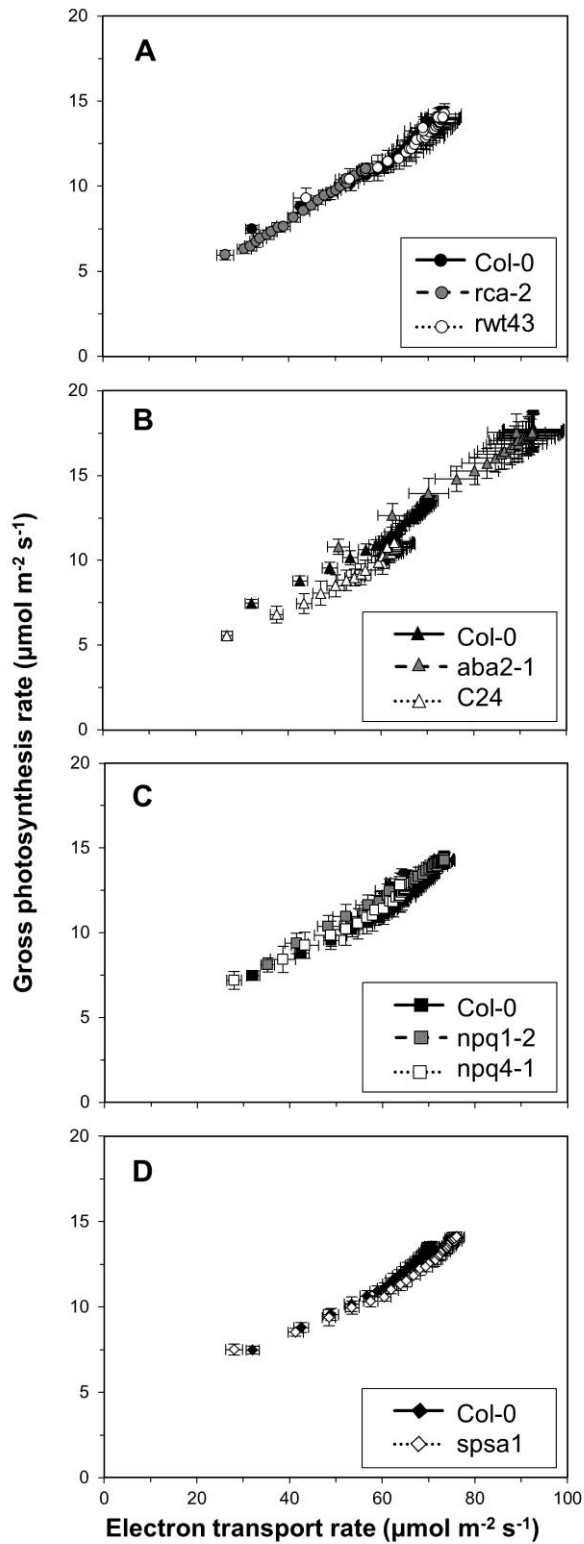 20
A
15
10
5
0
Col-0
rca-2
rwt43
20
B
15
10
5
0
Col-0
aba2-1
C24
Gross photosynthesis rate (µmol m⁻² s⁻¹)
20
C
15
10
5
0
Col-0
npq1-2
npq4-1
20
D
15
10
5
0
Col-0
spsa1
0 20 40 60 80 100
Electron transport rate (µmol m⁻² s⁻¹)